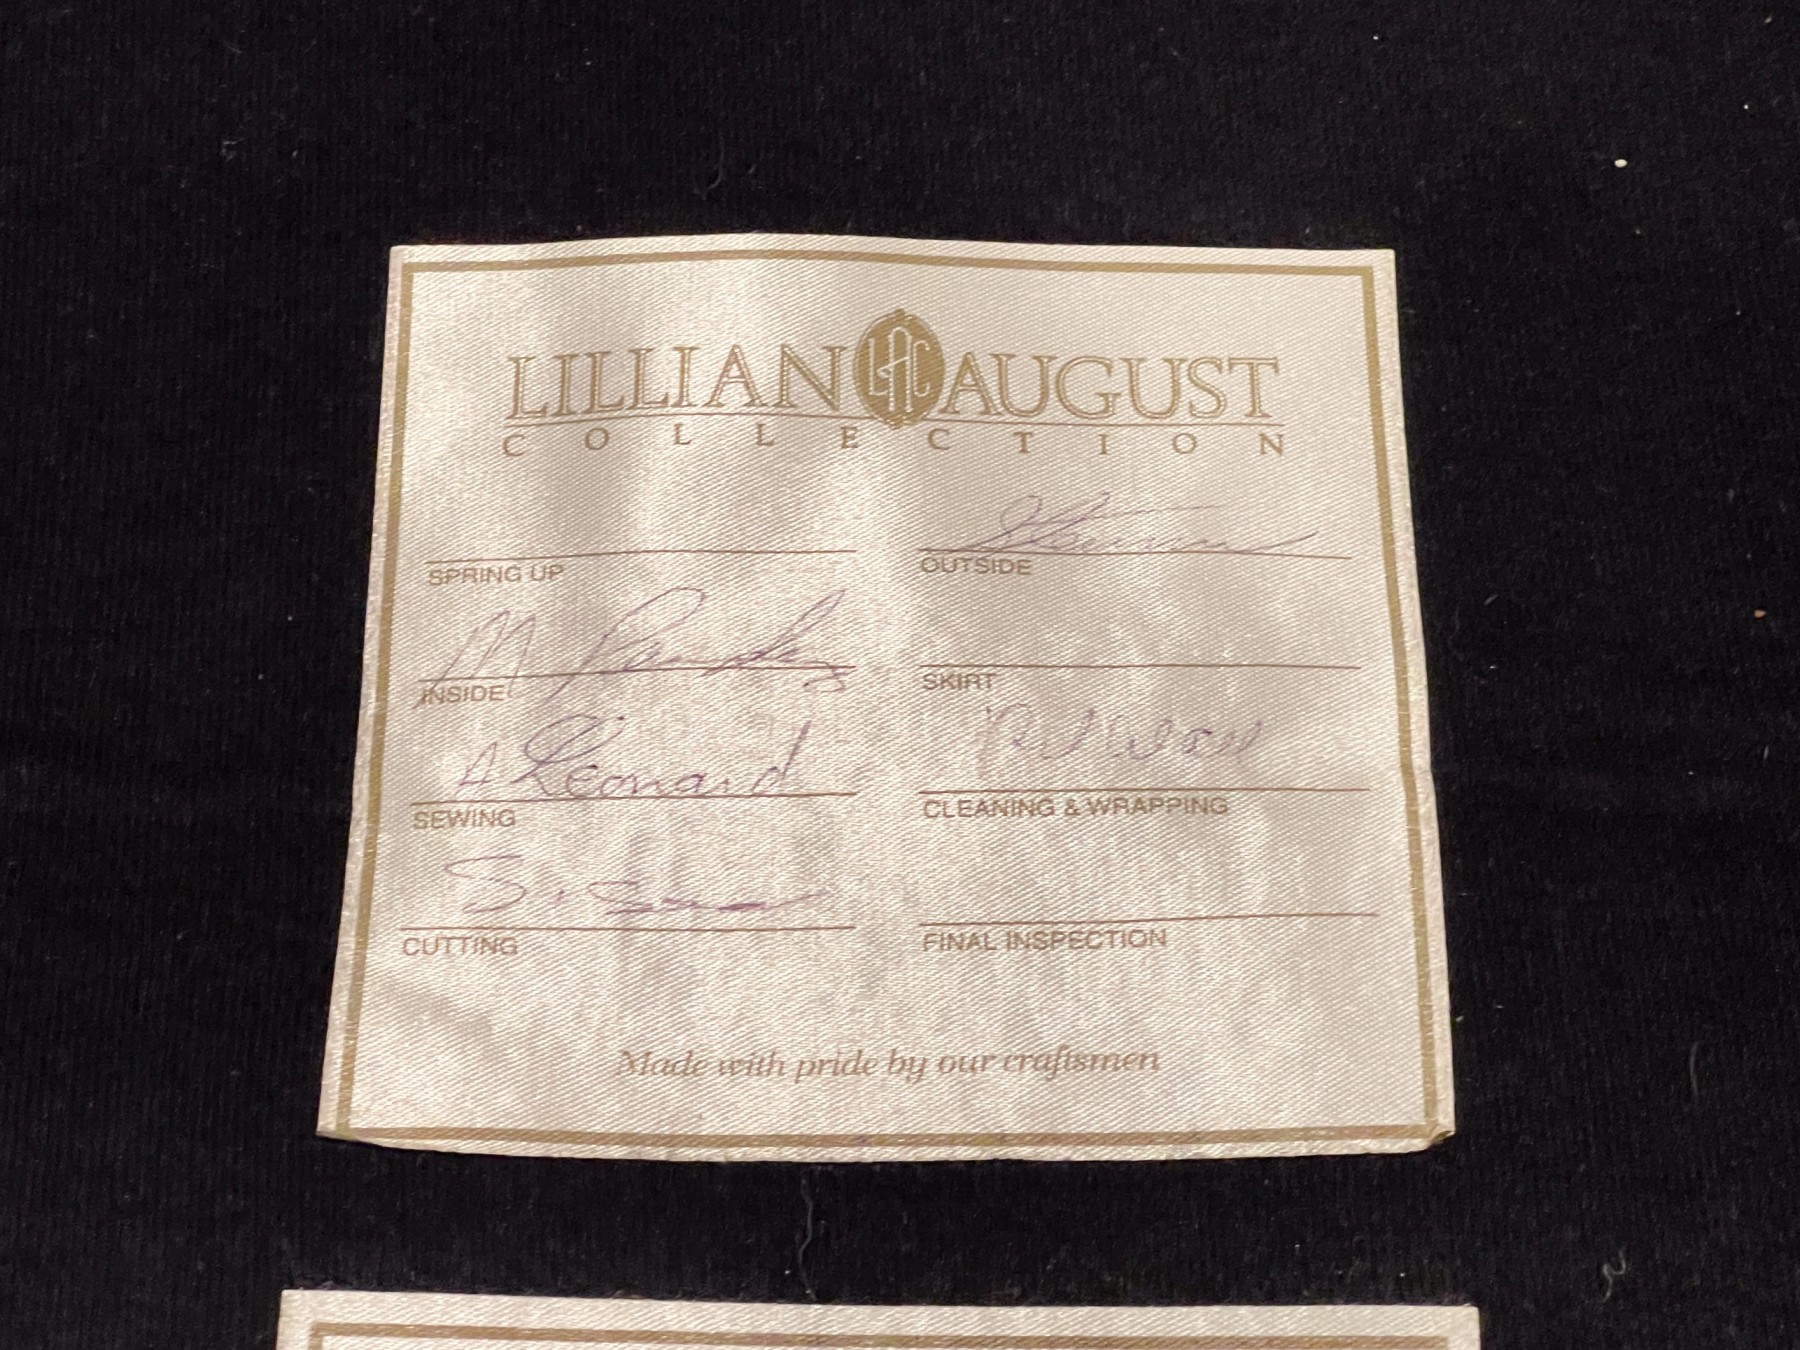 LILLIAN LAC AUGUST
COLLECTION
SPRING UP
OUTSIDE
M
INSIDE
SKIRT
A Leonard
SEWING
R Wilson
CLEANING & WRAPPING
S.
CUTTING
FINAL INSPECTION
Made with pride by our craftsmen